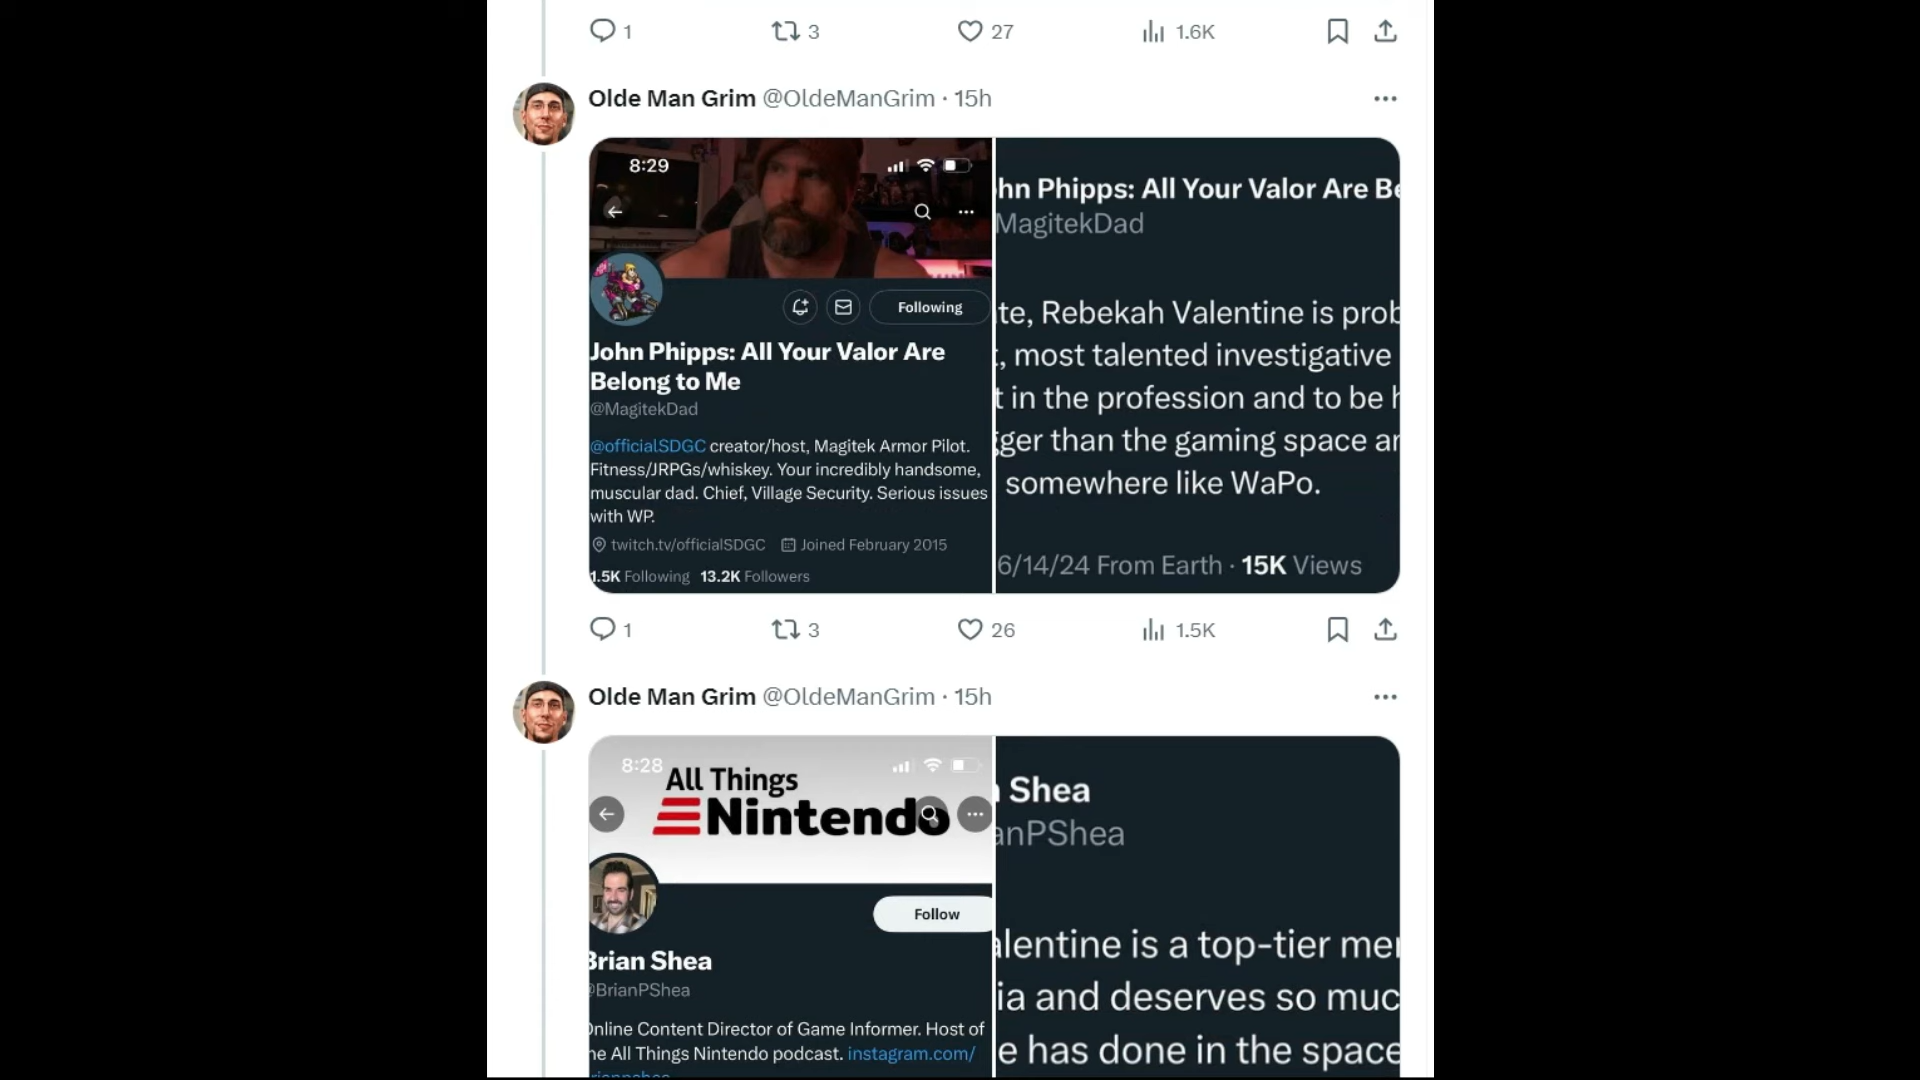 1 3 27 1.6K
Olde Man Grim @OldeManGrim · 15h
8:29
Following
John Phipps: All Your Valor Are
Belong to Me
@MagitekDad
@officialSDGC creator/host, Magitek Armor Pilot.
Fitness/JRPGs/whiskey. Your incredibly handsome,
muscular dad. Chief, Village Security. Serious issues
with WP.
twitch.tv/officialSDGC Joined February 2015
1.5K Following 13.2K Followers
hn Phipps: All Your Valor Are Be
MagitekDad
te, Rebekah Valentine is prob
, most talented investigative
t in the profession and to be h
gger than the gaming space an
somewhere like WaPo.
6/14/24 From Earth · 15K Views
1 3 26 1.5K
Olde Man Grim @OldeManGrim · 15h
8:28
All Things
Nintendo
Follow
Brian Shea
@BrianPShea
Online Content Director of Game Informer. Host of
he All Things Nintendo podcast. instagram.com/
Shea
anPShea
alentine is a top-tier mer
ia and deserves so muc
e has done in the space